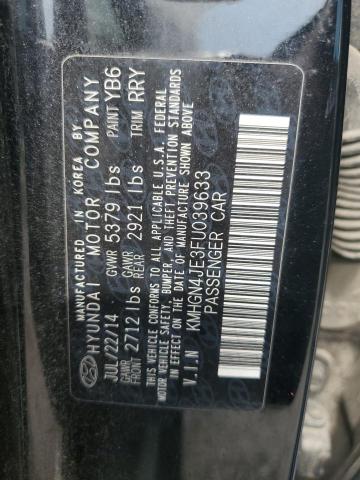 MANUFACTURED IN KOREA BY
HYUNDAI MOTOR COMPANY
JUL/22/14 GVWR 5379 lbs PAINT YB6
GAWR FRONT 2712 lbs GAWR REAR 2921 lbs TRIM RRY
THIS VEHICLE CONFORMS TO ALL APPLICABLE U.S.A. FEDERAL
MOTOR VEHICLE SAFETY, BUMPER, AND THEFT PREVENTION STANDARDS
IN EFFECT ON THE DATE OF MANUFACTURE SHOWN ABOVE
V.I.N KMHGN4JE3FU039633
PASSENGER CAR